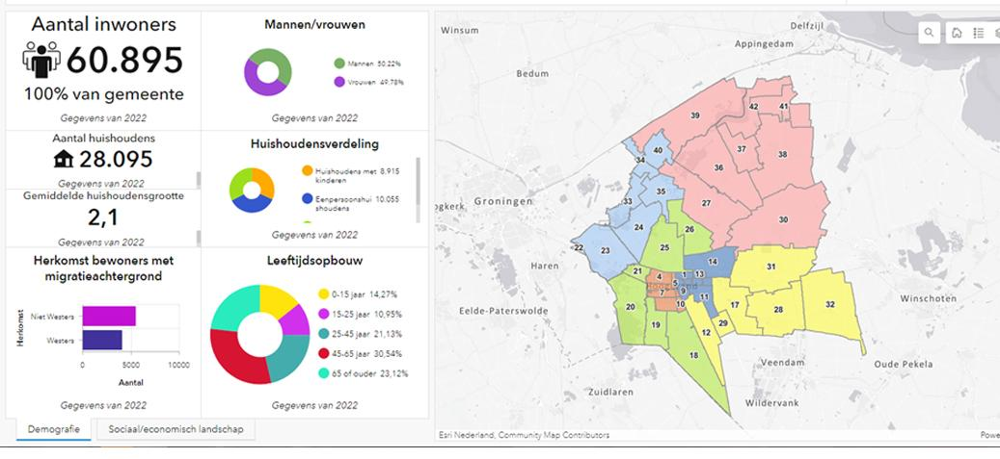 Aantal inwoners
60.895
100% van gemeente
Gegevens van 2022
Aantal huishoudens
28.095
Gegevens van 2022
Gemiddelde huishoudensgrootte
2,1
Gegevens van 2022
Mannen/vrouwen
Mannen 50,22%
Vrouwen 49,78%
Gegevens van 2022
Huishoudensverdeling
Huishoudens met 8.915
kinderen
Eenpersoonshui 10.055
shoudens
Gegevens van 2022
Herkomst bewoners met
migratieachtergrond
Herkomst
Niet Westers
Westers
0 5000 10000
Aantal
Gegevens van 2022
Leeftijdsopbouw
0-15 jaar 14,27%
15-25 jaar 10,95%
25-45 jaar 21,13%
45-65 jaar 30,54%
65 of ouder 23,12%
Gegevens van 2022
Demografie
Sociaal/economisch landschap
Winsum
Delfzijl
Appingedam
Bedum
42 41
39
37
38
40
34
36
35
33
27
30
24
26
25
22
23
14
31
21
4
1
13
5
7
9
11
10
20
19
17
28
32
29
12
18
ogkerk
Groningen
Haren
Eelde-Paterswolde
Winschoten
Veendam
Oude Pekela
Zuidlaren
Wildervank
Esri Nederland, Community Map Contributors
Powe